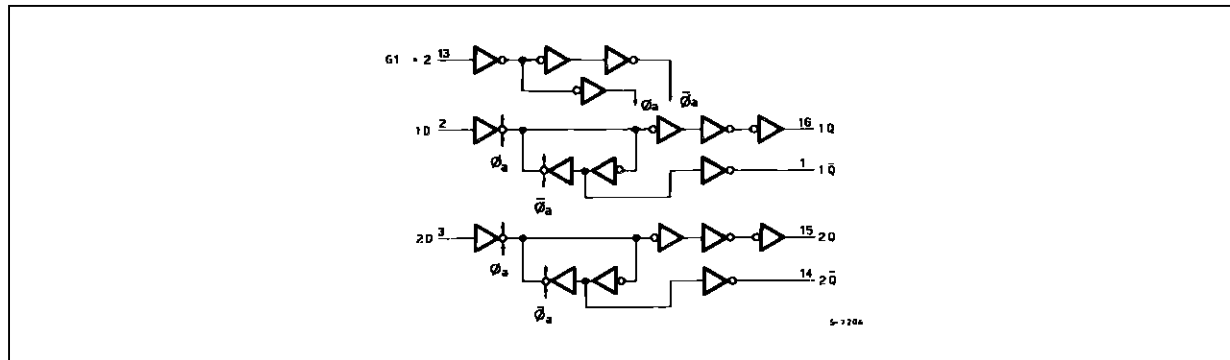 G1 · 2 13
Øa Ø̄a
1D 2
16 1Q
Øa
1 1Q̄
Ø̄a
2D 3
15 2Q
Øa
14 2Q̄
Ø̄a